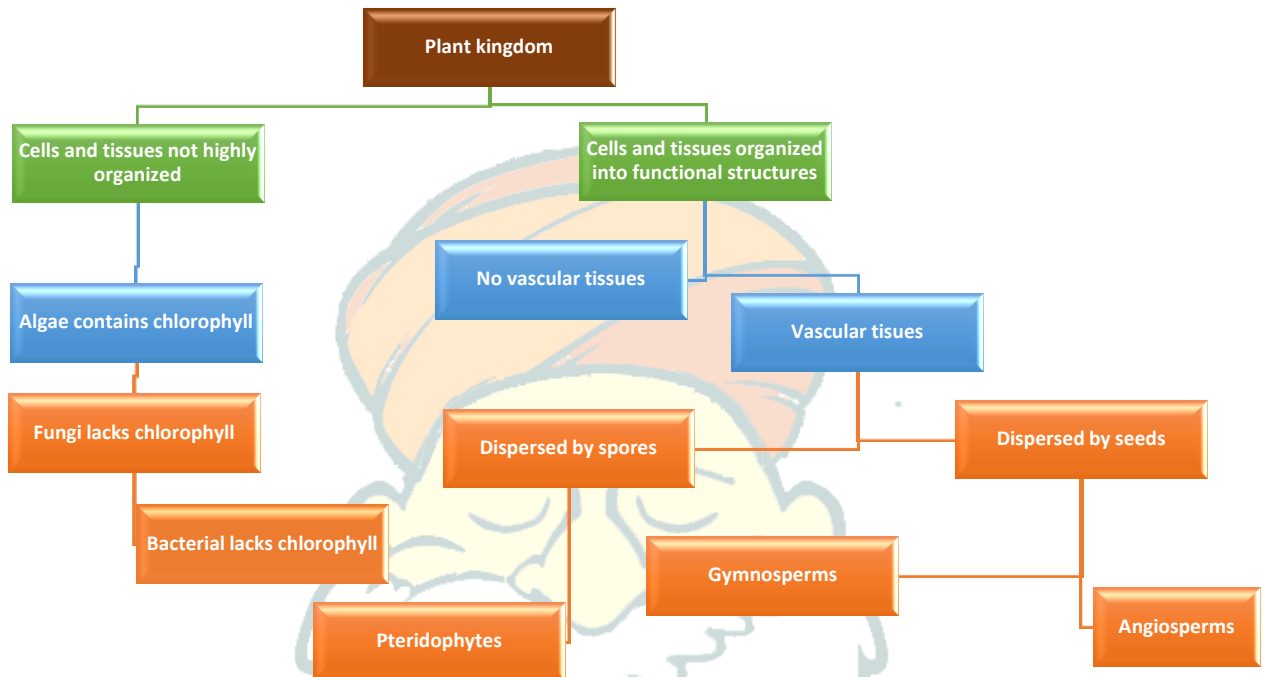 Plant kingdom
Cells and tissues not highly
organized
Cells and tissues organized
into functional structures
No vascular tissues
Algae contains chlorophyll
Vascular tisues
Fungi lacks chlorophyll
Dispersed by spores
Dispersed by seeds
Bacterial lacks chlorophyll
Gymnosperms
Pteridophytes
Angiosperms